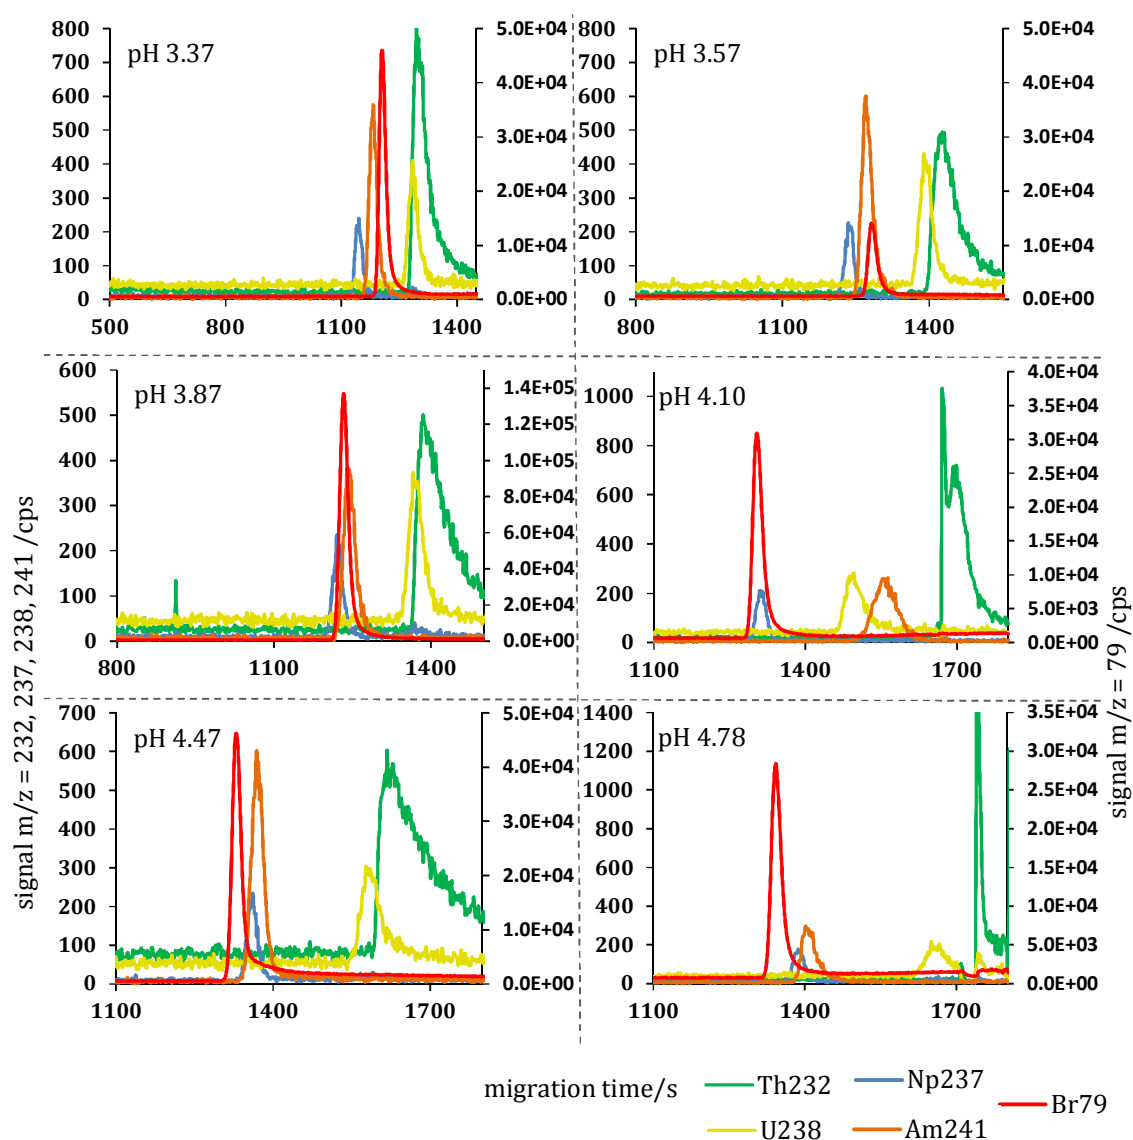 pH 3.37
800
700
600
500
400
300
200
100
0
500 800 1100 1400
5.0E+04
4.0E+04
3.0E+04
2.0E+04
1.0E+04
0.0E+00
pH 3.57
800
700
600
500
400
300
200
100
0
800 1100 1400
5.0E+04
4.0E+04
3.0E+04
2.0E+04
1.0E+04
0.0E+00
pH 3.87
600
500
400
300
200
100
0
800 1100 1400
1.4E+05
1.2E+05
1.0E+05
8.0E+04
6.0E+04
4.0E+04
2.0E+04
0.0E+00
pH 4.10
1000
800
600
400
200
0
1100 1400 1700
4.0E+04
3.5E+04
3.0E+04
2.5E+04
2.0E+04
1.5E+04
1.0E+04
5.0E+03
0.0E+00
pH 4.47
700
600
500
400
300
200
100
0
1100 1400 1700
5.0E+04
4.0E+04
3.0E+04
2.0E+04
1.0E+04
0.0E+00
pH 4.78
1400
1200
1000
800
600
400
200
0
1100 1400 1700
3.5E+04
3.0E+04
2.5E+04
2.0E+04
1.5E+04
1.0E+04
5.0E+03
0.0E+00
signal m/z = 232, 237, 238, 241 /cps
signal m/z = 79 /cps
migration time/s
Th232 Np237 Br79
U238 Am241